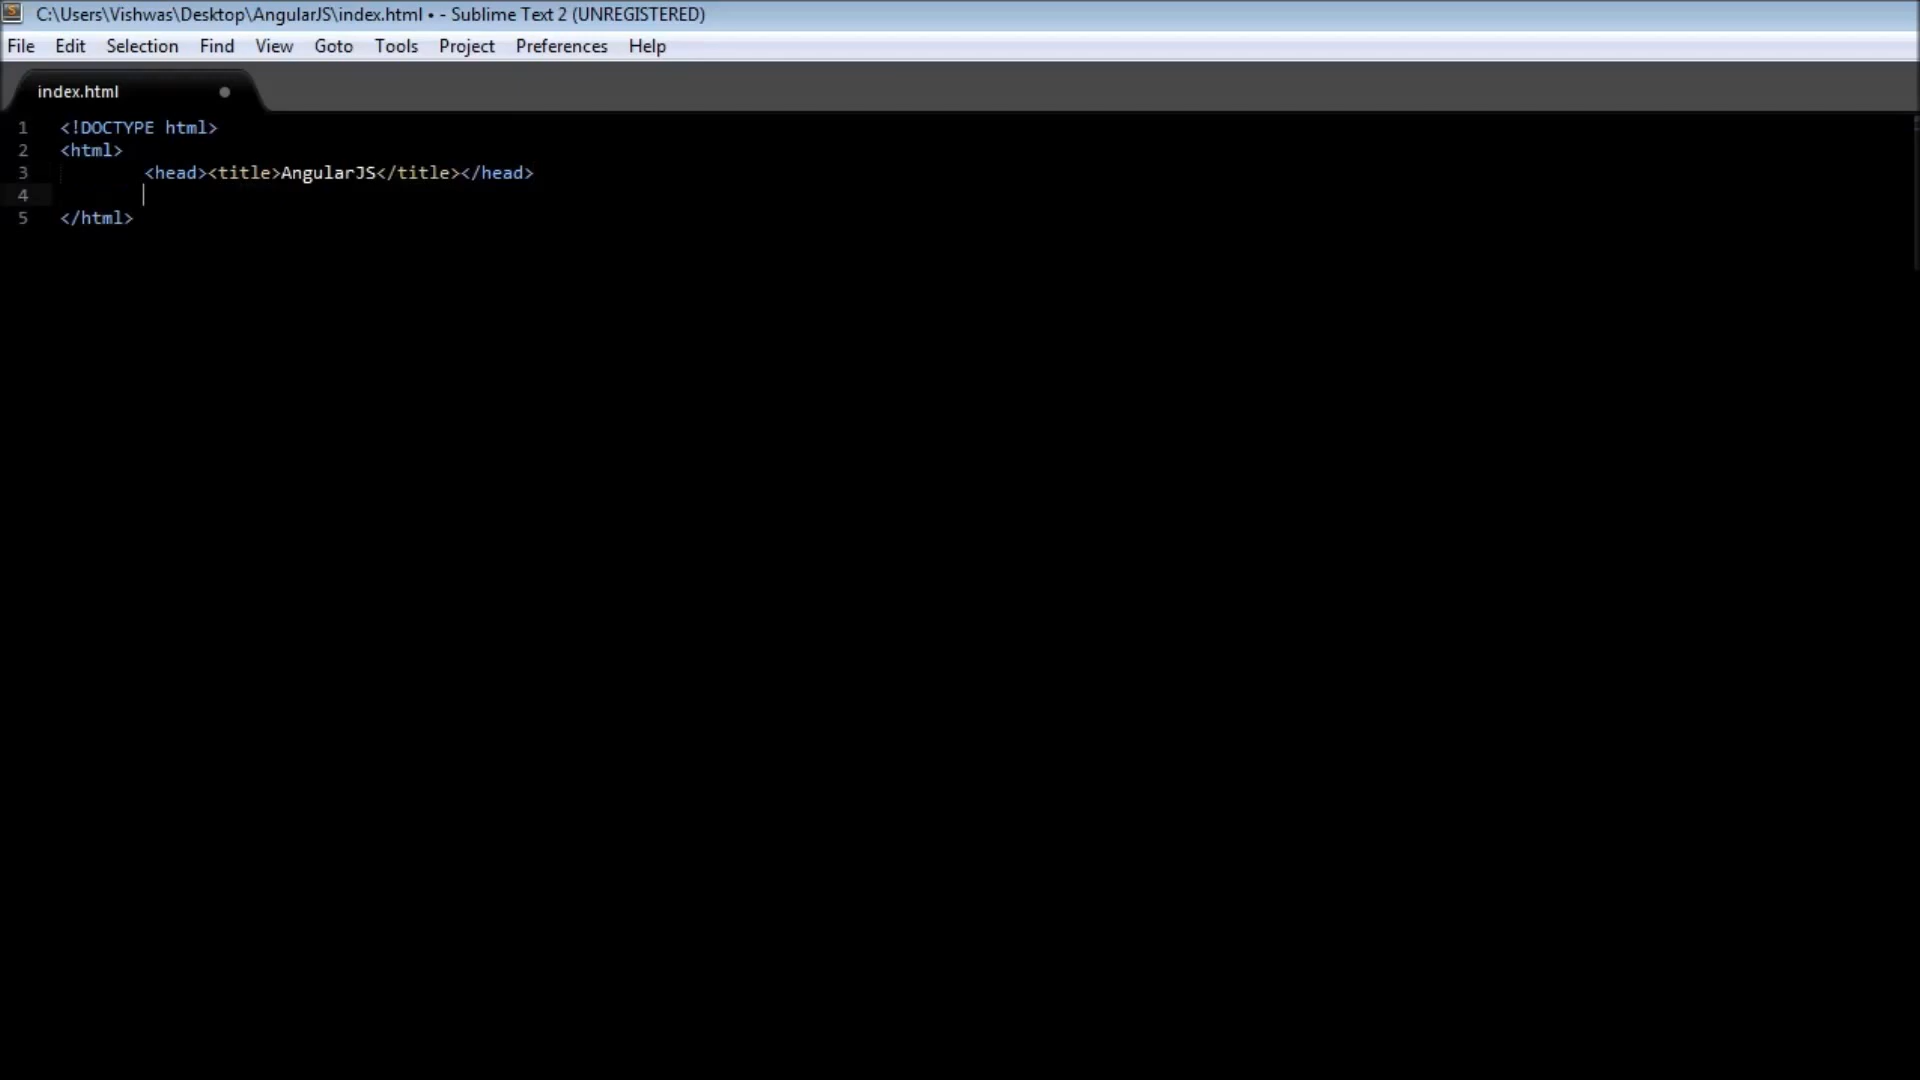 C:\Users\Vishwas\Desktop\AngularJS\index.html • - Sublime Text 2 (UNREGISTERED)
File Edit Selection Find View Goto Tools Project Preferences Help
index.html
1 <!DOCTYPE html>
2 <html>
3 <head><title>AngularJS</title></head>
4
5 </html>